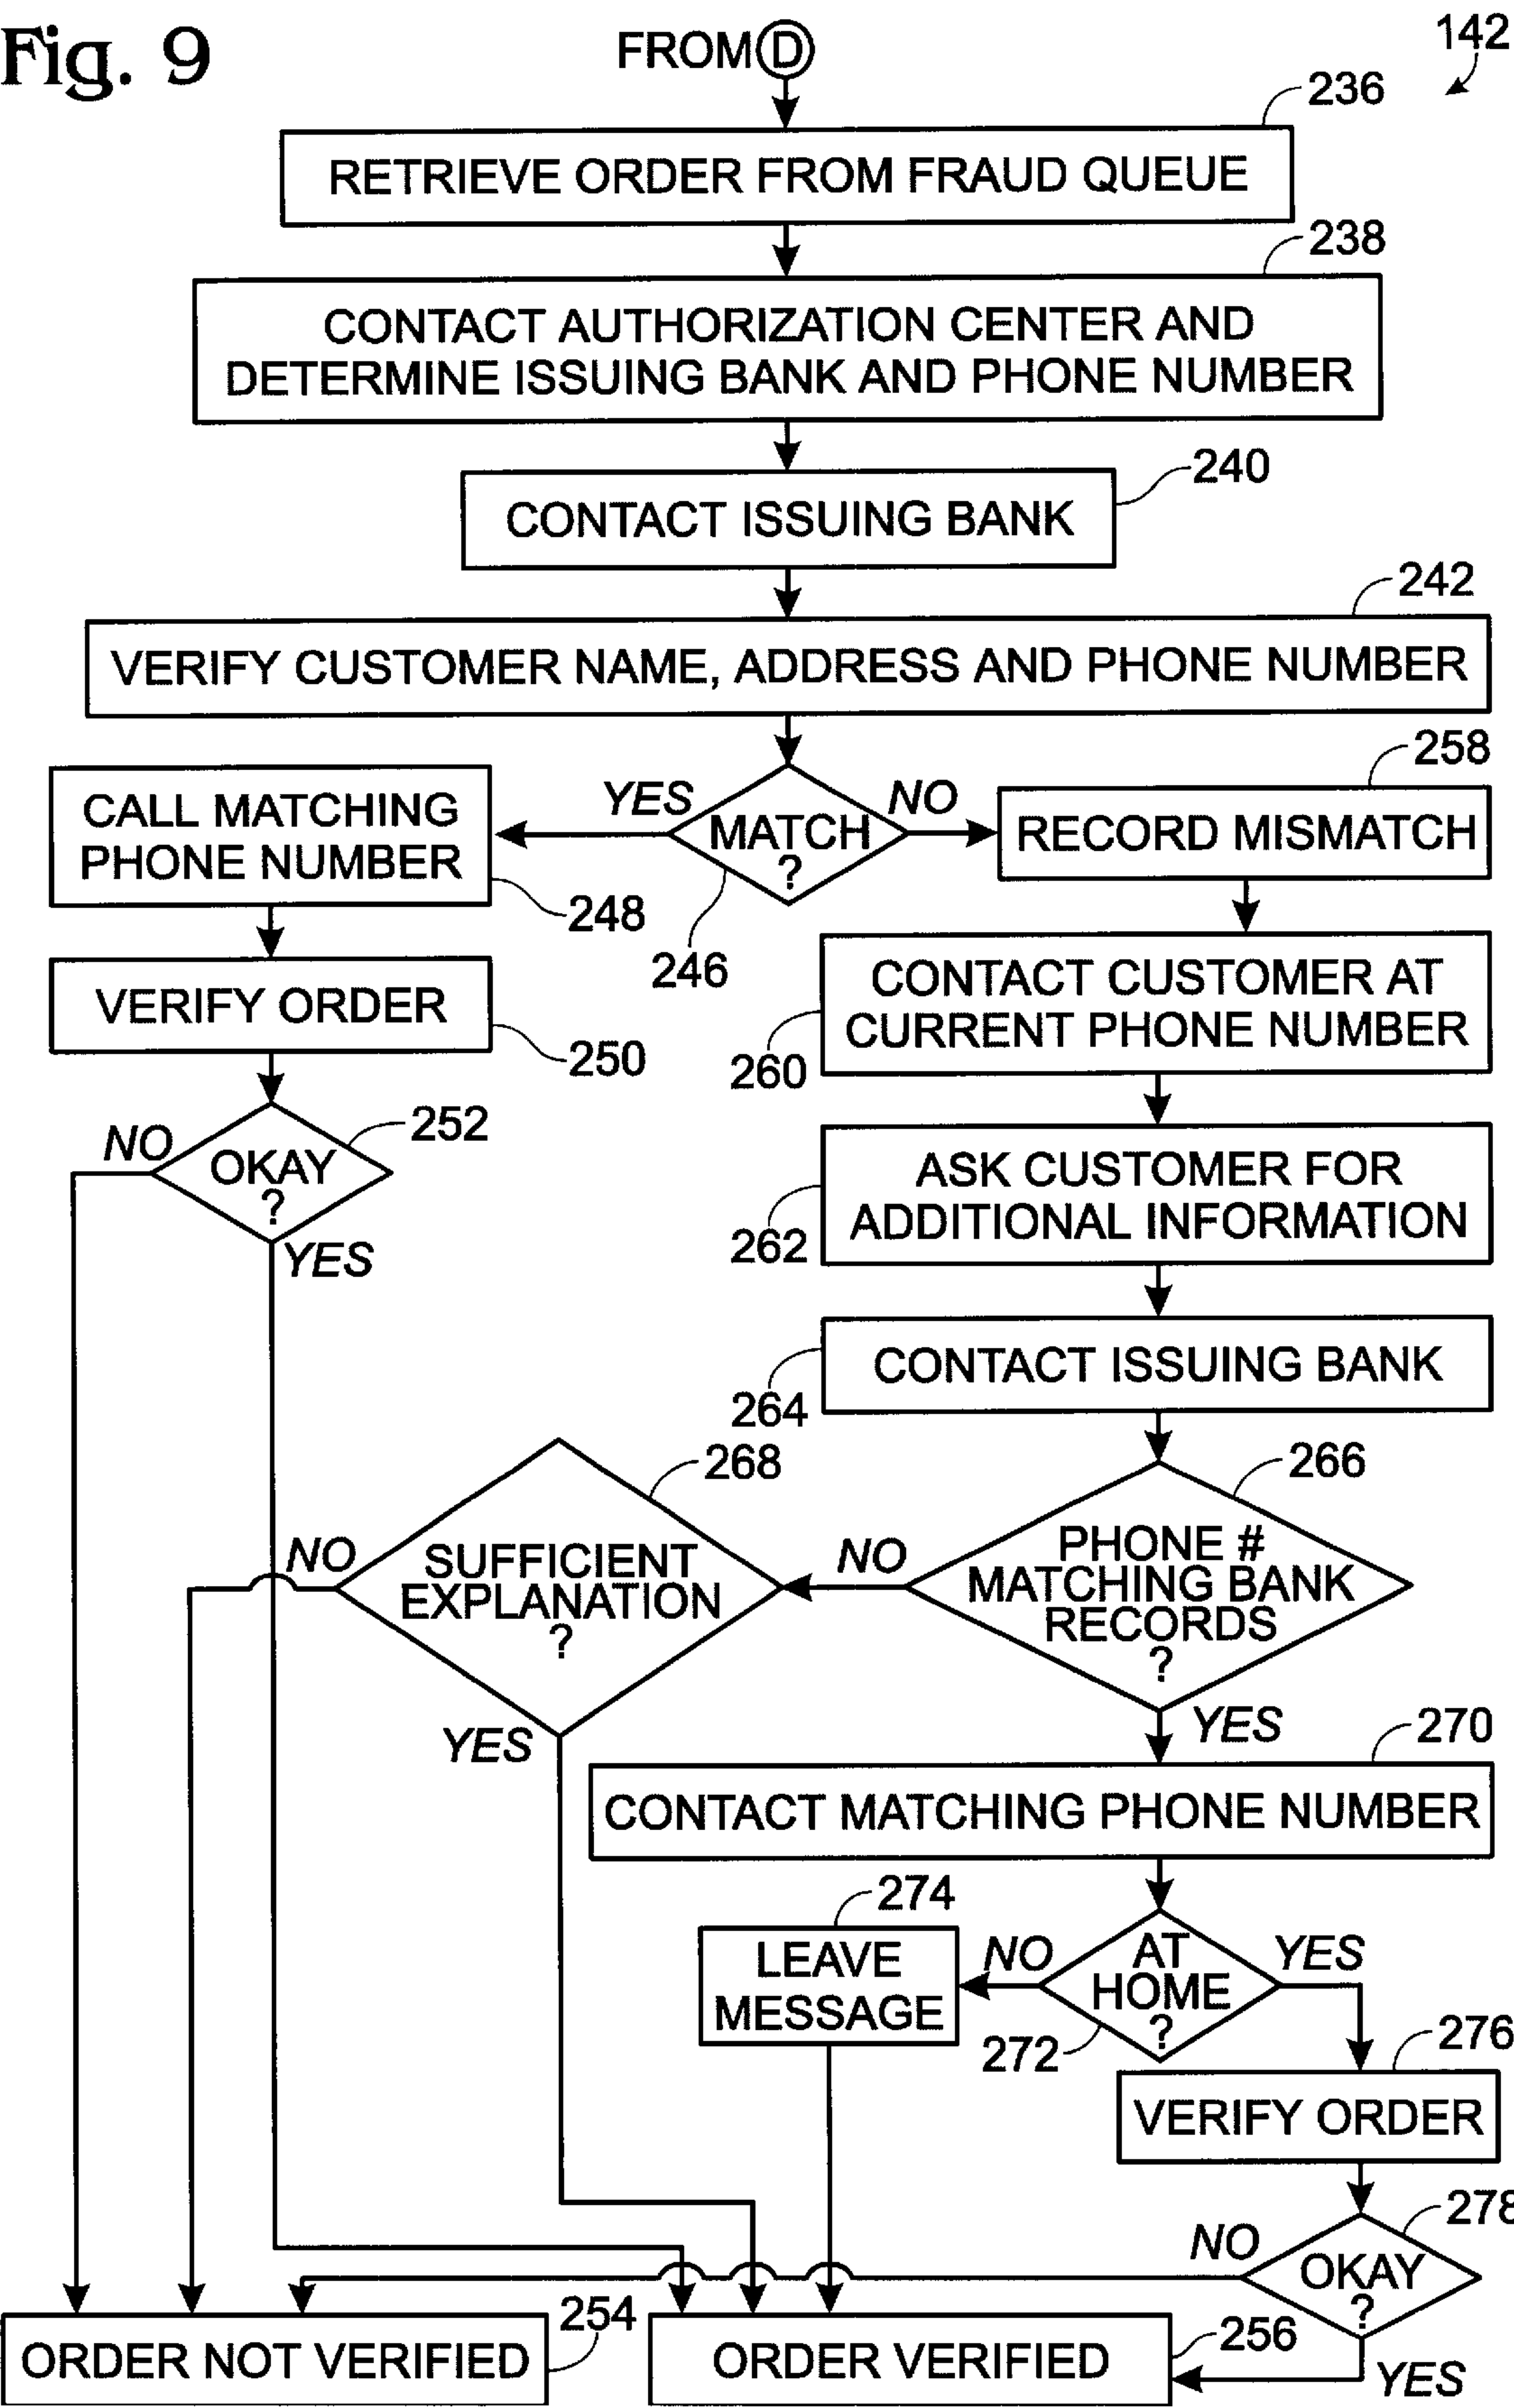 Fig. 9
FROM D
142
236
RETRIEVE ORDER FROM FRAUD QUEUE
238
CONTACT AUTHORIZATION CENTER AND
DETERMINE ISSUING BANK AND PHONE NUMBER
240
CONTACT ISSUING BANK
242
VERIFY CUSTOMER NAME, ADDRESS AND PHONE NUMBER
258
CALL MATCHING
PHONE NUMBER
248
YES
MATCH
?
NO
246
RECORD MISMATCH
VERIFY ORDER
250
CONTACT CUSTOMER AT
CURRENT PHONE NUMBER
260
NO
OKAY
?
252
YES
ASK CUSTOMER FOR
ADDITIONAL INFORMATION
262
CONTACT ISSUING BANK
264
268
266
NO
SUFFICIENT
EXPLANATION
?
YES
NO
PHONE #
MATCHING BANK
RECORDS
?
YES
270
CONTACT MATCHING PHONE NUMBER
274
LEAVE
MESSAGE
NO
AT
HOME
?
YES
272
276
VERIFY ORDER
278
NO
OKAY
?
YES
254
ORDER NOT VERIFIED
ORDER VERIFIED
256